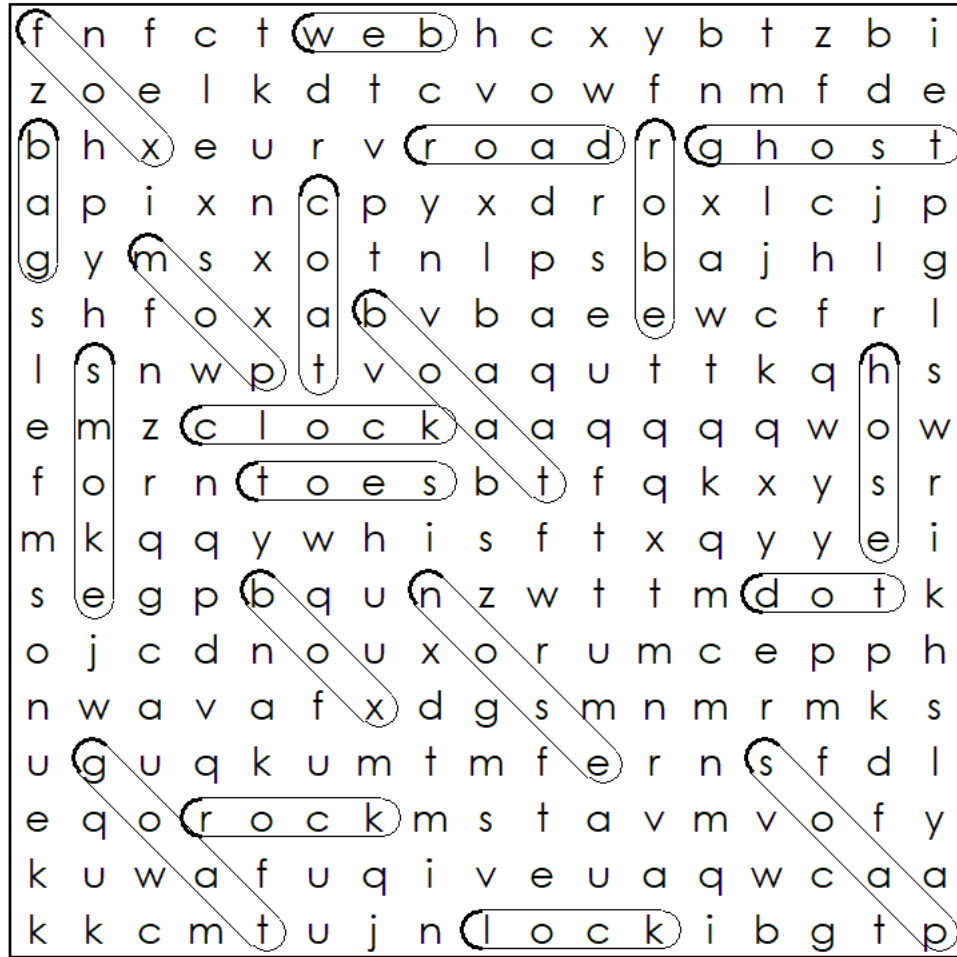 f n f c t w e b h c x y b t z b i
z o e l k d t c v o w f n m f d e
b h x e u r v r o a d r g h o s t
a p i x n c p y x d r o x l c j p
g y m s x o t n l p s b a j h l g
s h f o x a b v b a e e w c f r l
l s n w p t v o a q u t t k q h s
e m z c l o c k a a q q q q w o w
f o r n t o e s b t f q k x y s r
m k q q y w h i s f t x q y y e i
s e g p b q u n z w t t m d o t k
o j c d n o u x o r u m c e p p h
n w a v a f x d g s m n m r m k s
u g u q k u m t m f e r n s f d l
e q o r o c k m s t a v m v o f y
k u w a f u q i v e u a q w c a a
k k c m t u j n l o c k i b g t p